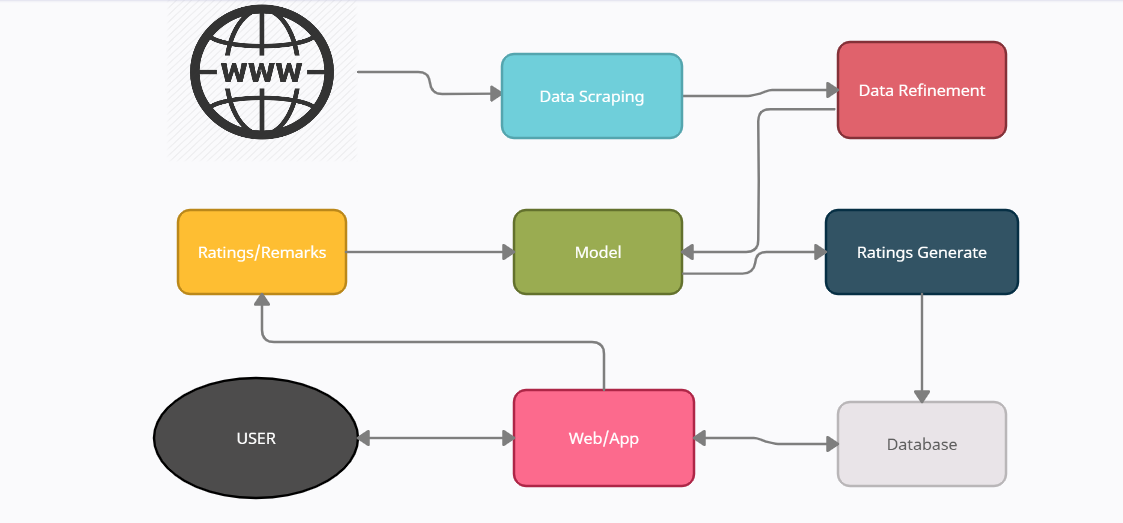 WWW
Data Scraping
Data Refinement
Ratings/Remarks
Model
Ratings Generate
USER
Web/App
Database